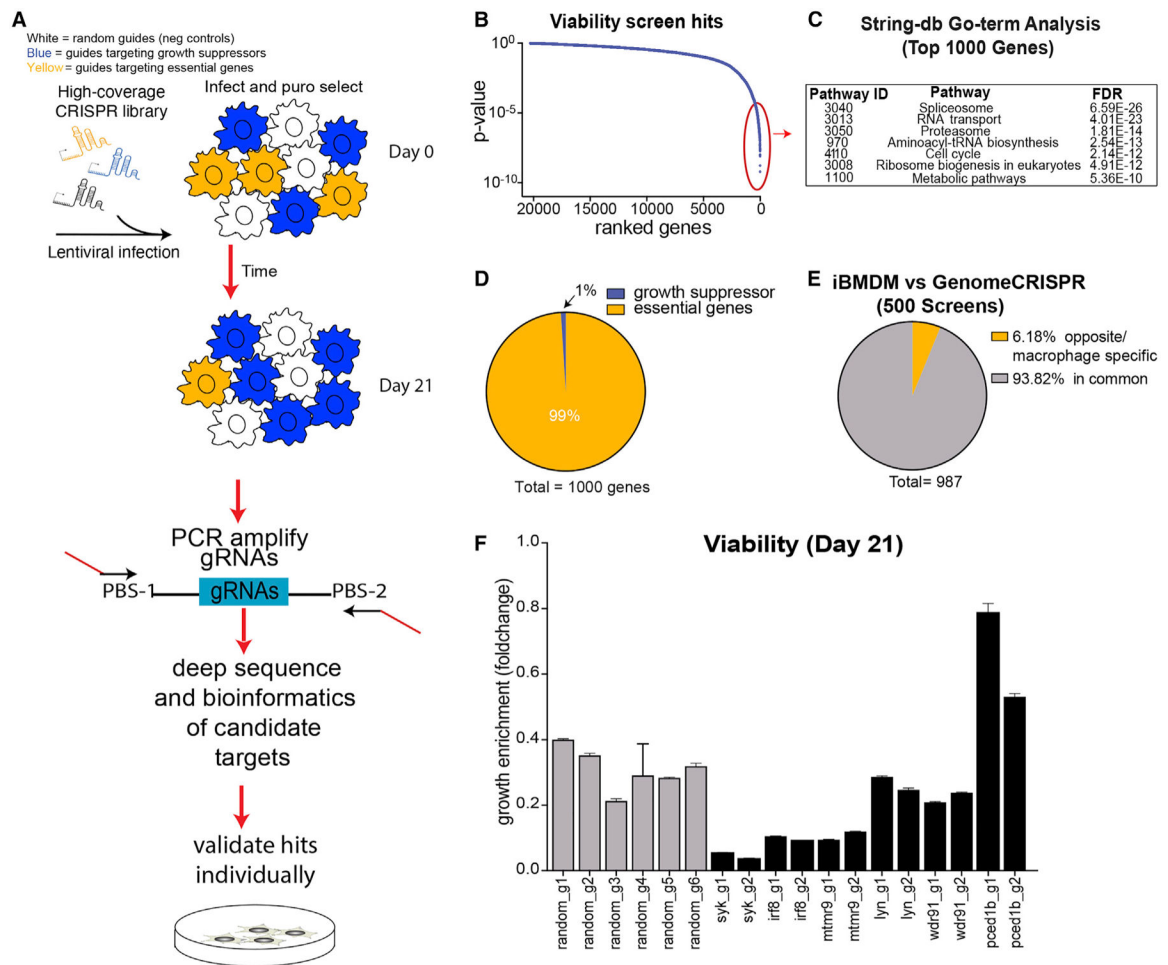 A
White = random guides (neg controls)
Blue = guides targeting growth suppressors
Yellow = guides targeting essential genes
High-coverage
CRISPR library
Infect and puro select
Day 0
Lentiviral infection
Time
Day 21
PCR amplify
gRNAs
PBS-1
gRNAs
PBS-2
deep sequence
and bioinformatics
of candidate
targets
validate hits
individually
B
Viability screen hits
p-value
10^0
10^-5
10^-10
20000 15000 10000 5000 0
ranked genes
C
String-db Go-term Analysis
(Top 1000 Genes)
Pathway ID Pathway FDR
3040 Spliceosome 6.59E-26
3013 RNA transport 4.01E-23
3050 Proteasome 1.81E-14
970 Aminoacyl-tRNA biosynthesis 2.54E-13
4110 Cell cycle 2.14E-12
3008 Ribosome biogenesis in eukaryotes 4.91E-12
1100 Metabolic pathways 5.36E-10
D
1%
growth suppressor
essential genes
99%
Total = 1000 genes
E
iBMDM vs GenomeCRISPR
(500 Screens)
6.18% opposite/
macrophage specific
93.82% in common
Total= 987
F
Viability (Day 21)
growth enrichment (foldchange)
1.0
0.8
0.6
0.4
0.2
0.0
random_g1
random_g2
random_g3
random_g4
random_g5
random_g6
syk_g1
syk_g2
irf8_g1
irf8_g2
mtmr9_g1
mtmr9_g2
lyn_g1
lyn_g2
wdr91_g1
wdr91_g2
pced1b_g1
pced1b_g2